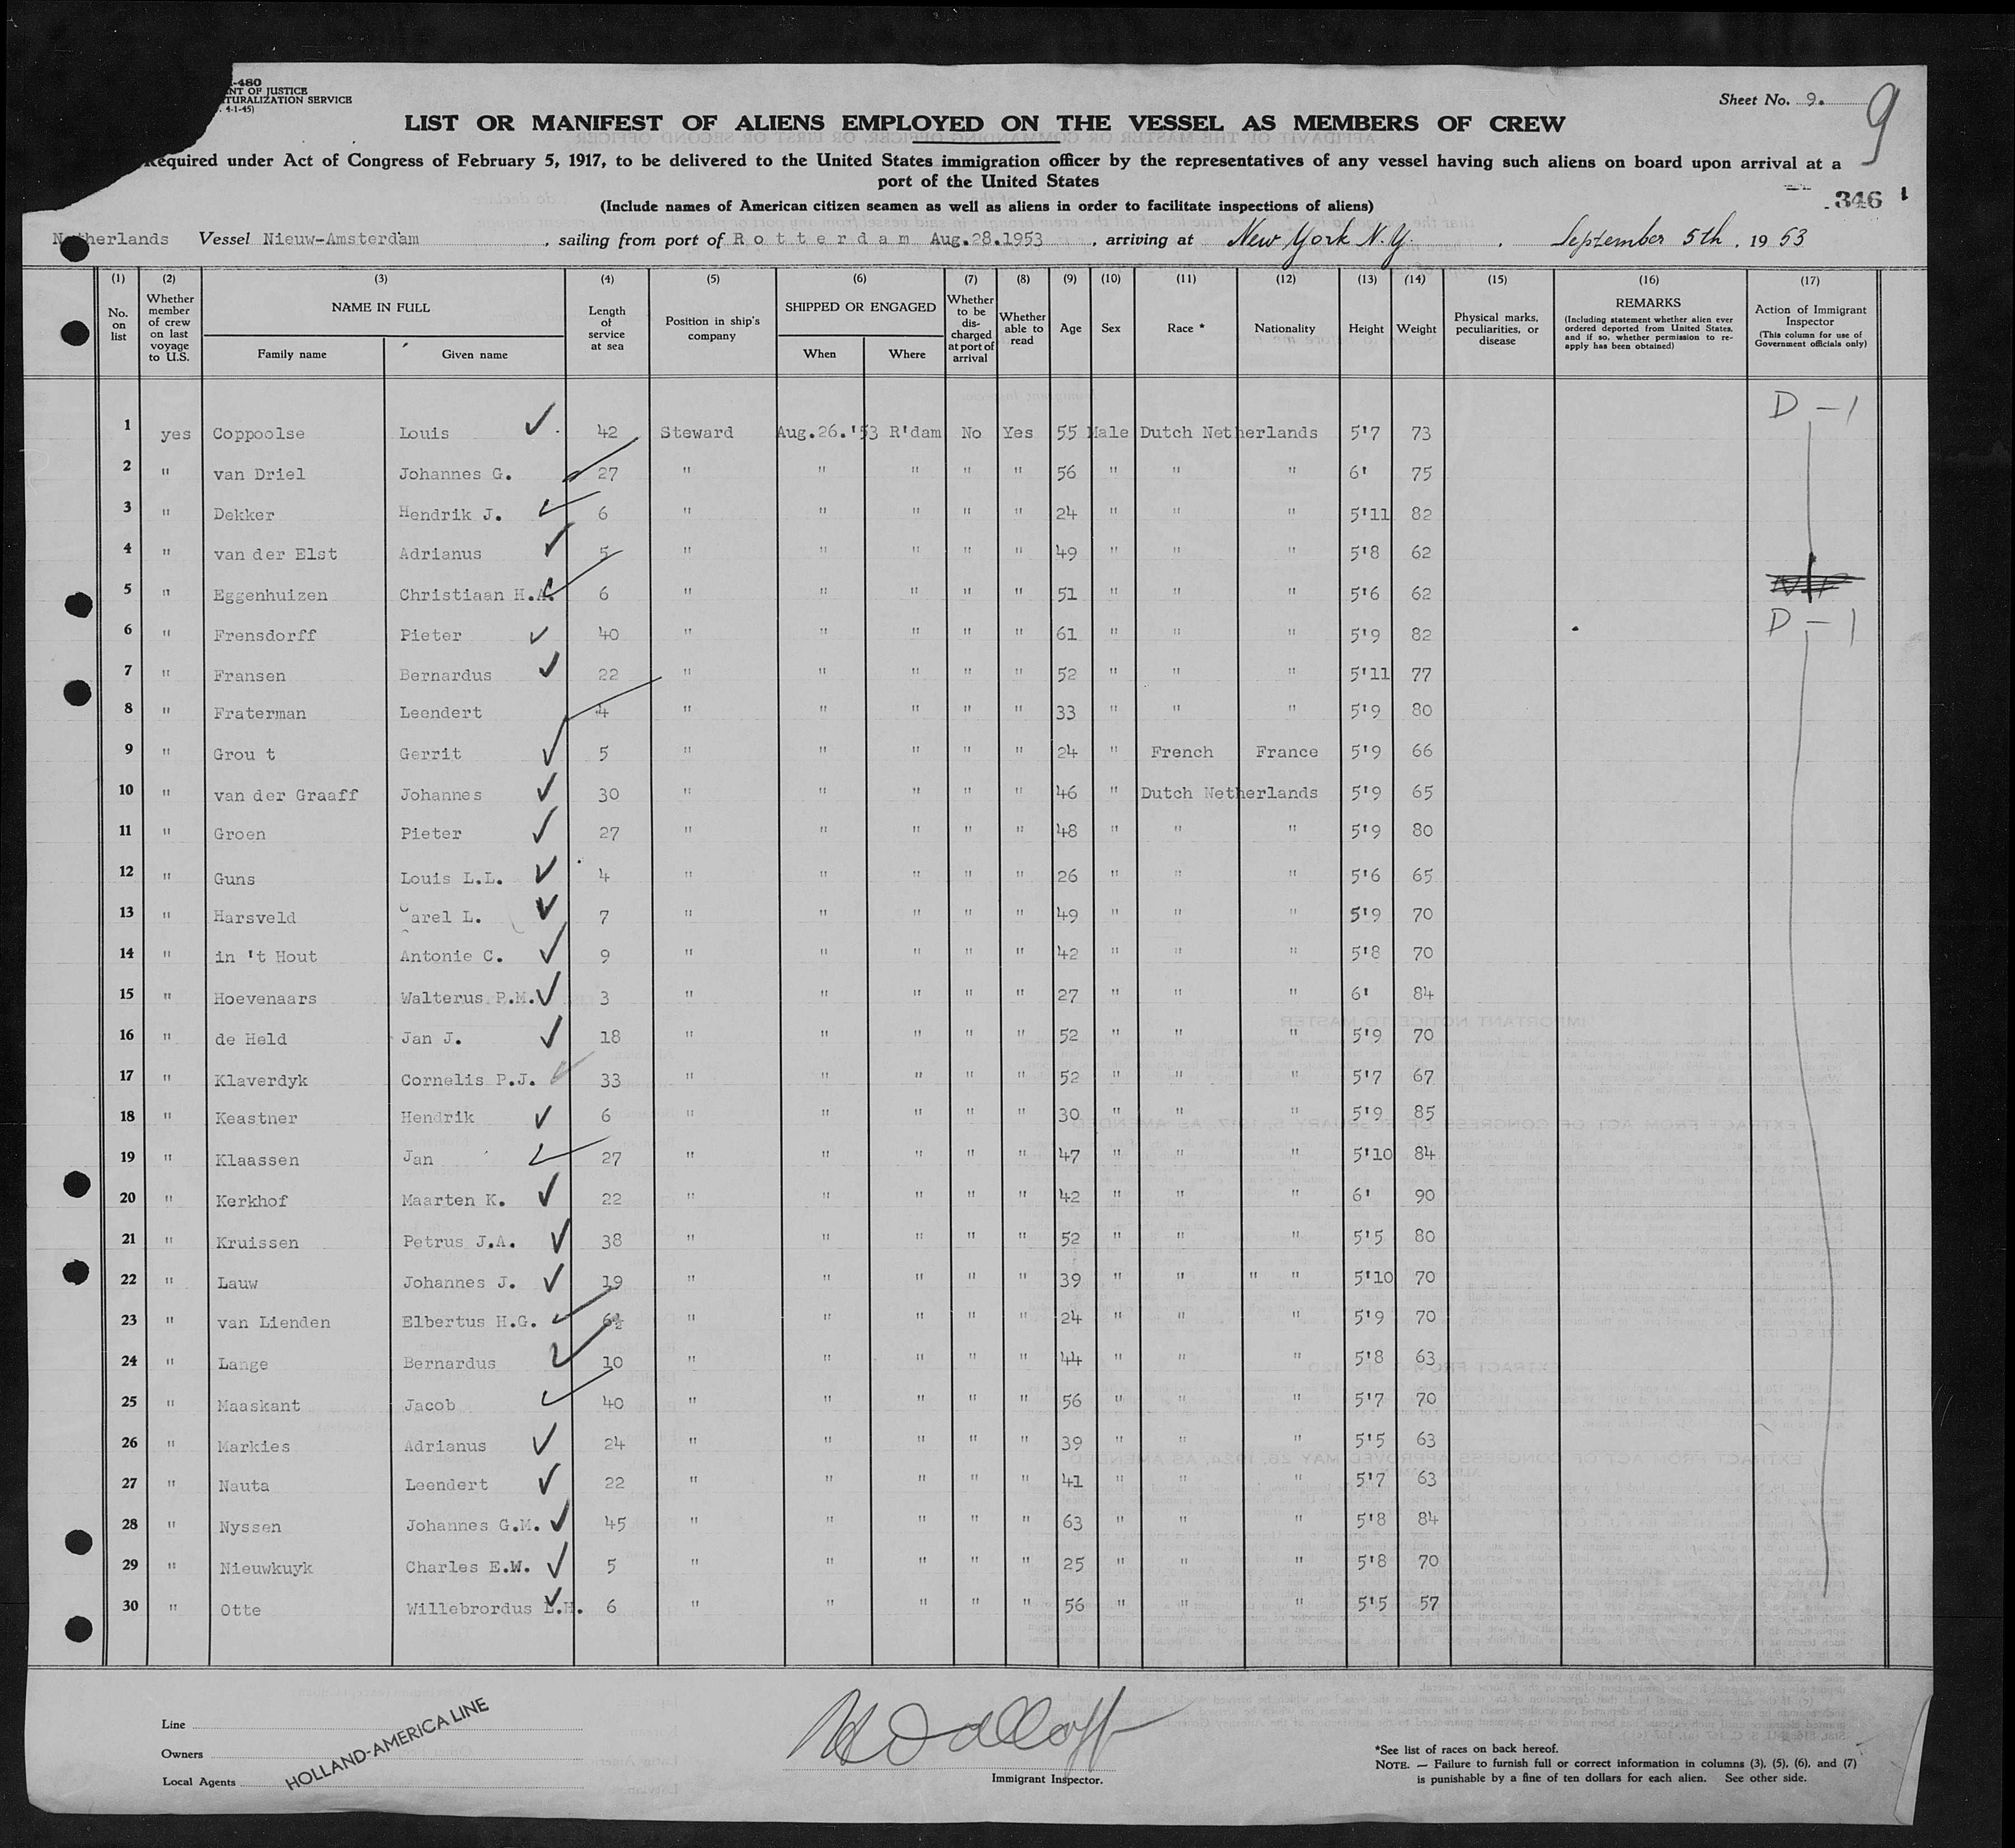 -480
NT OF JUSTICE
TURALIZATION SERVICE
4-1-45)
Sheet No. 9.
9
LIST OR MANIFEST OF ALIENS EMPLOYED ON THE VESSEL AS MEMBERS OF CREW
Required under Act of Congress of February 5, 1917, to be delivered to the United States immigration officer by the representatives of any vessel having such aliens on board upon arrival at a
port of the United States
346
(Include names of American citizen seamen as well as aliens in order to facilitate inspections of aliens)
Netherlands Vessel Nieuw-Amsterdam, sailing from port of Rotterdam Aug.28.1953, arriving at New York N.Y. September 5th, 1953
(1) (2) (3) (4) (5) (6) (7) (8) (9) (10) (11) (12) (13) (14) (15) (16) (17)
No. on list
Whether member of crew on last voyage to U.S.
NAME IN FULL
Family name Given name
Length of service at sea
Position in ship's company
SHIPPED OR ENGAGED
When Where
Whether to be discharged at port of arrival
Whether able to read
Age
Sex
Race *
Nationality
Height
Weight
Physical marks, peculiarities, or disease
REMARKS
(Including statement whether alien ever ordered deported from United States, and if so, whether permission to re-apply has been obtained)
Action of Immigrant Inspector
(This column for use of Government officials only)
D-1
1 yes Coppoolse Louis 42 Steward Aug.26.'53 R'dam No Yes 55 Male Dutch Netherlands 5'7 73
2 " van Driel Johannes G. 27 " " " " " 56 " " " 6' 75
3 " Dekker Hendrik J. 6 " " " " " 24 " " " 5'11 82
4 " van der Elst Adrianus 5 " " " " " 49 " " " 5'8 62
5 " Eggenhuizen Christiaan H.A. 6 " " " " " 51 " " " 5'6 62
6 " Frensdorff Pieter 40 " " " " " 61 " " " 5'9 82 D-1
7 " Fransen Bernardus 22 " " " " " 52 " " " 5'11 77
8 " Fraterman Leendert 4 " " " " " 33 " " " 5'9 80
9 " Grou t Gerrit 5 " " " " " 24 " French France 5'9 66
10 " van der Graaff Johannes 30 " " " " " 46 " Dutch Netherlands 5'9 65
11 " Groen Pieter 27 " " " " " 48 " " " 5'9 80
12 " Guns Louis L.L. 4 " " " " " 26 " " " 5'6 65
13 " Harsveld Carel L. 7 " " " " " 49 " " " 5'9 70
14 " in 't Hout Antonie C. 9 " " " " " 42 " " " 5'8 70
15 " Hoevenaars Walterus P.M. 3 " " " " " 27 " " " 6' 84
16 " de Held Jan J. 18 " " " " " 52 " " " 5'9 70
17 " Klaverdyk Cornelis P.J. 33 " " " " " 52 " " " 5'7 67
18 " Keastner Hendrik 6 " " " " " 30 " " " 5'9 85
19 " Klaassen Jan 27 " " " " " 47 " " " 5'10 84
20 " Kerkhof Maarten K. 22 " " " " " 42 " " " 6' 90
21 " Kruissen Petrus J.A. 38 " " " " " 52 " " " 5'5 80
22 " Lauw Johannes J. 19 " " " " " 39 " " " " 5'10 70
23 " van Lienden Elbertus H.G. 6½ " " " " " 24 " " " 5'9 70
24 " Lange Bernardus 10 " " " " " 44 " " " 5'8 63
25 " Maaskant Jacob 40 " " " " " 56 " " " 5'7 70
26 " Markies Adrianus 24 " " " " " 39 " " " 5'5 63
27 " Nauta Leendert 22 " " " " " 41 " " " 5'7 63
28 " Nyssen Johannes G.M. 45 " " " " " 63 " " " 5'8 84
29 " Nieuwkuyk Charles E.W. 5 " " " " " 25 " " " 5'8 70
30 " Otte Willebrordus L.H. 6 " " " " " 56 " " " 5'5 57
Line
Owners
Local Agents
HOLLAND-AMERICA LINE
Immigrant Inspector.
*See list of races on back hereof.
NOTE. — Failure to furnish full or correct information in columns (3), (5), (6), and (7)
is punishable by a fine of ten dollars for each alien. See other side.